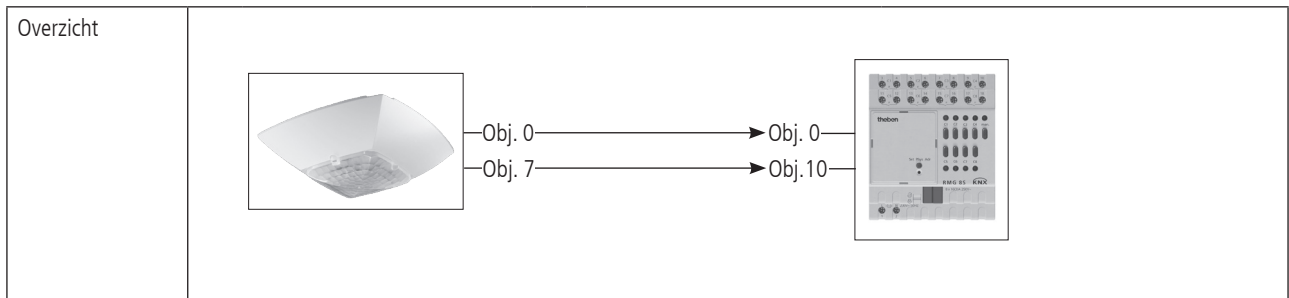 Overzicht
Obj. 0
Obj. 0
Obj. 7
Obj.10
theben
RMG 8S KNX